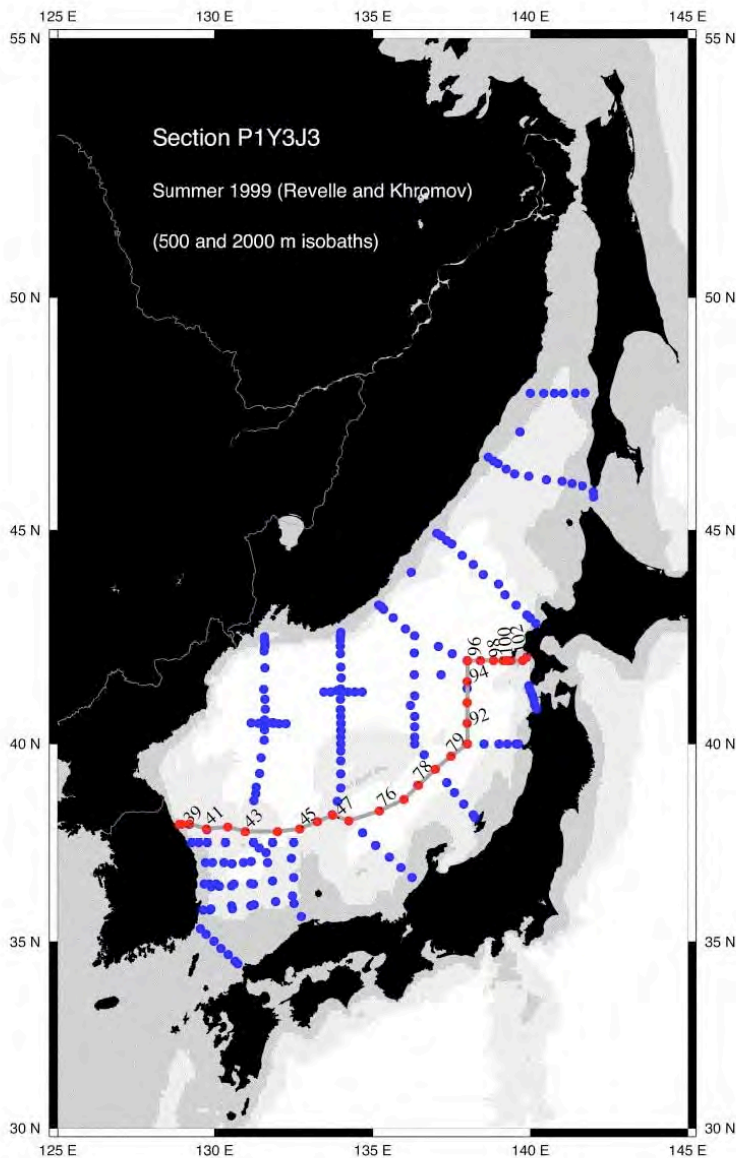 125 E 130 E 135 E 140 E 145 E
55 N 55 N
Section P1Y3J3
Summer 1999 (Revelle and Khromov)
(500 and 2000 m isobaths)
50 N 50 N
45 N 45 N
96 98 100 102
94
40 N 92 40 N
79
78
76
39 41 43 45 47
35 N 35 N
30 N 30 N
125 E 130 E 135 E 140 E 145 E